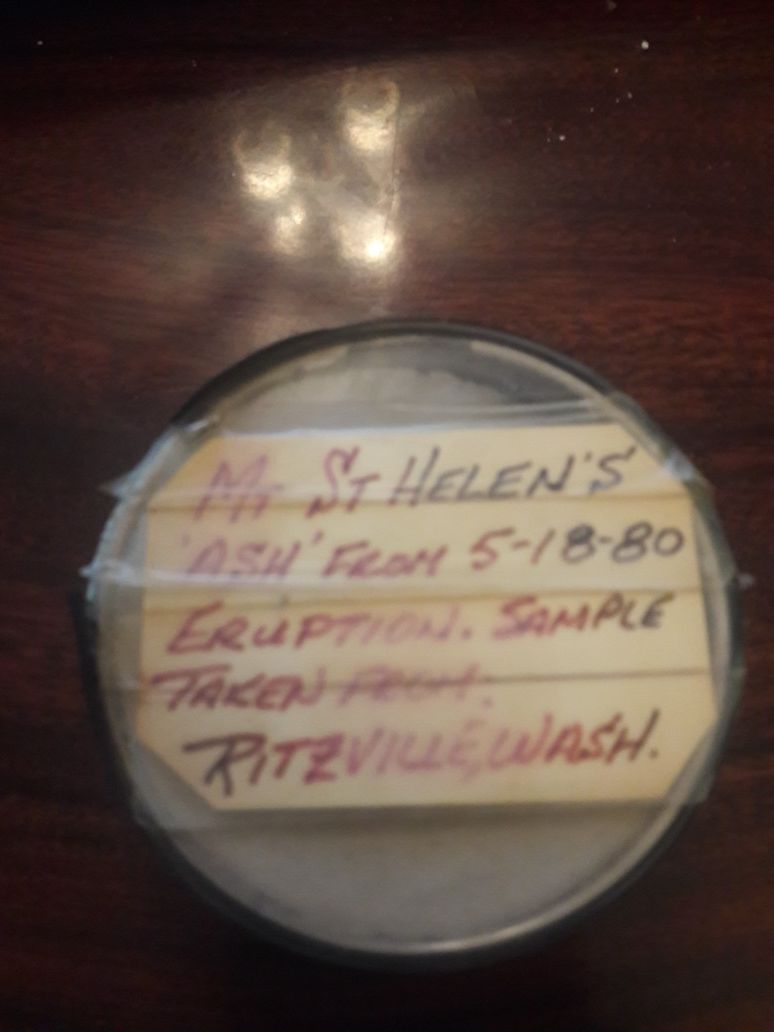 MT ST HELEN'S
'ASH' FROM 5-18-80
ERUPTION. SAMPLE
TAKEN FROM:
RITZVILLE, WASH.